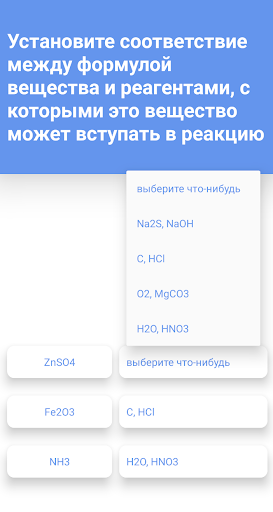 Установите соответствие
между формулой
вещества и реагентами, с
которыми это вещество
может вступать в реакцию
выберите что-нибудь
Na2S, NaOH
C, HCl
O2, MgCO3
H2O, HNO3
ZnSO4
выберите что-нибудь
Fe2O3
C, HCl
NH3
H2O, HNO3